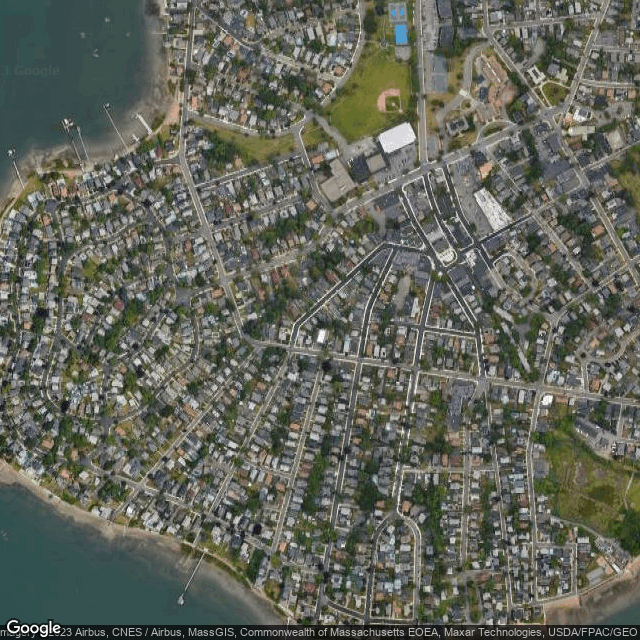 Google
Google
23 Airbus, CNES / Airbus, MassGIS, Commonwealth of Massachusetts EOEA, Maxar Technologies, USDA/FPAC/GEO